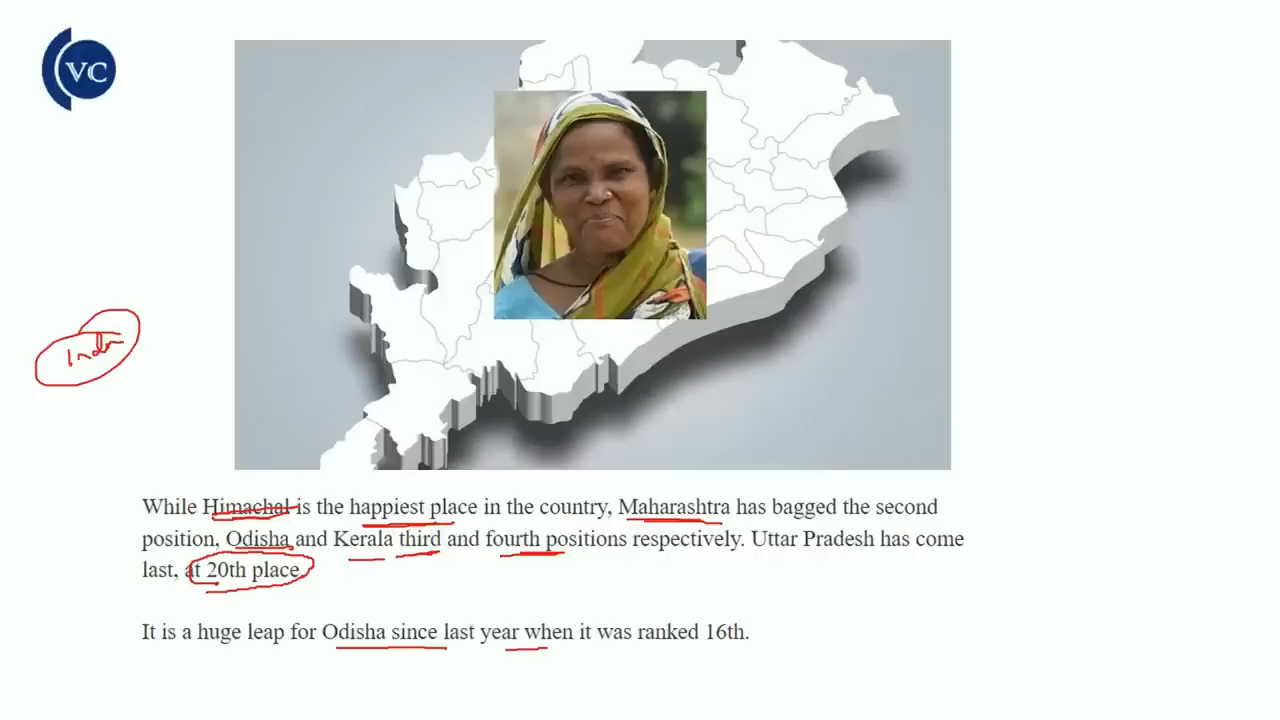 VC
India
While Himachal is the happiest place in the country, Maharashtra has bagged the second
position, Odisha and Kerala third and fourth positions respectively. Uttar Pradesh has come
last, at 20th place.
It is a huge leap for Odisha since last year when it was ranked 16th.